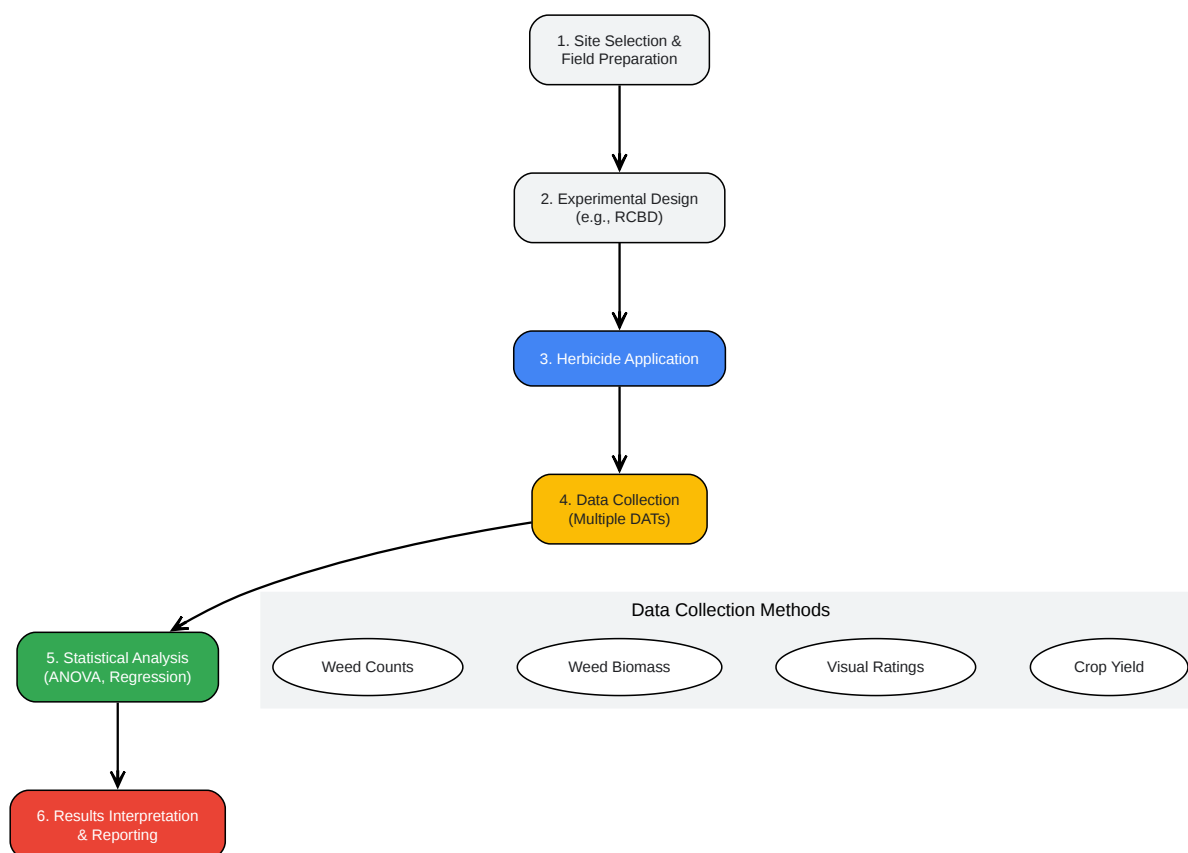 1. Site Selection &
Field Preparation
2. Experimental Design
(e.g., RCBD)
3. Herbicide Application
4. Data Collection
(Multiple DATs)
Data Collection Methods
Weed Counts
Weed Biomass
Visual Ratings
Crop Yield
5. Statistical Analysis
(ANOVA, Regression)
6. Results Interpretation
& Reporting